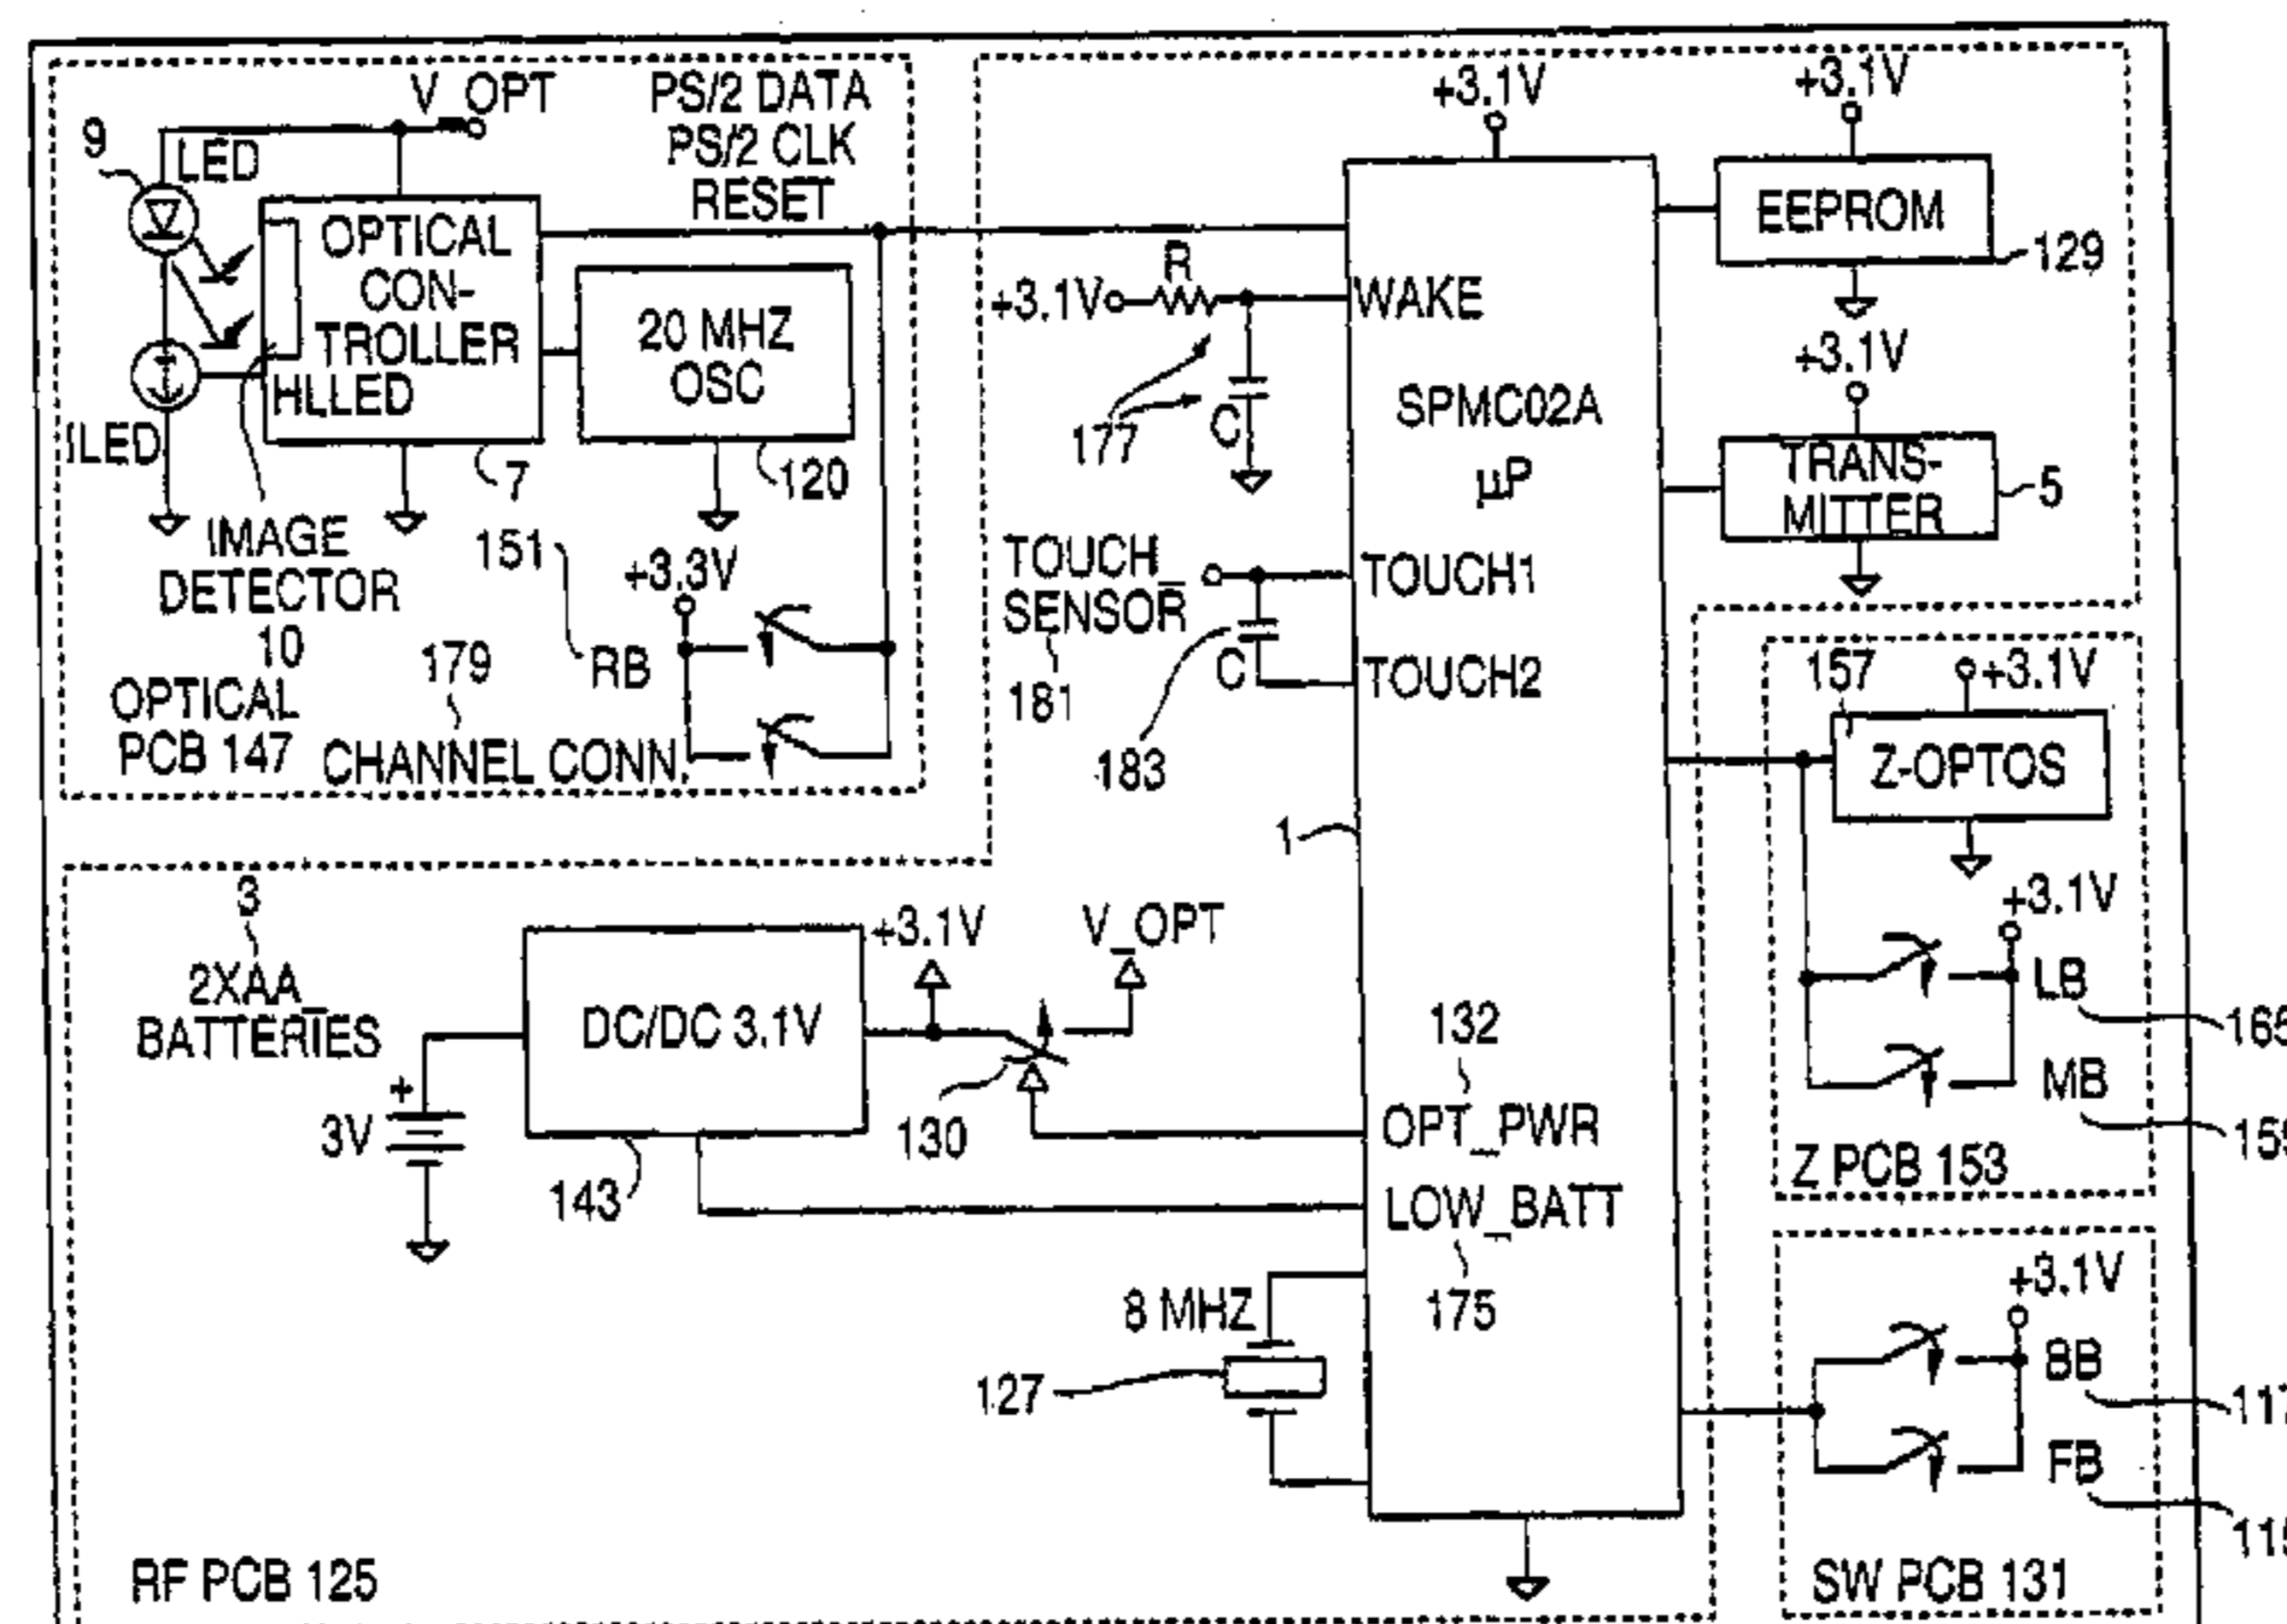 V_OPT
9
LED
PS/2 DATA
PS/2 CLK
RESET
OPTICAL
CON-
TROLLER
HLLED
20 MHZ
OSC
ILED
7
120
IMAGE
DETECTOR
10
OPTICAL
PCB 147
151
+3.3V
RB
179
CHANNEL CONN.
+3.1V
+3.1V
EEPROM
129
+3.1V
R
WAKE
177
C
SPMC02A
µP
+3.1V
TRANS-
MITTER
5
TOUCH
SENSOR
181
TOUCH1
C
TOUCH2
183
1
157
+3.1V
Z-OPTOS
+3.1V
LB
165
MB
Z PCB 153
3
2XAA
BATTERIES
3V
+
DC/DC 3.1V
143
+3.1V
V_OPT
130
132
OPT_PWR
LOW_BATT
175
8 MHZ
127
+3.1V
BB
117
FB
SW PCB 131
RF PCB 125